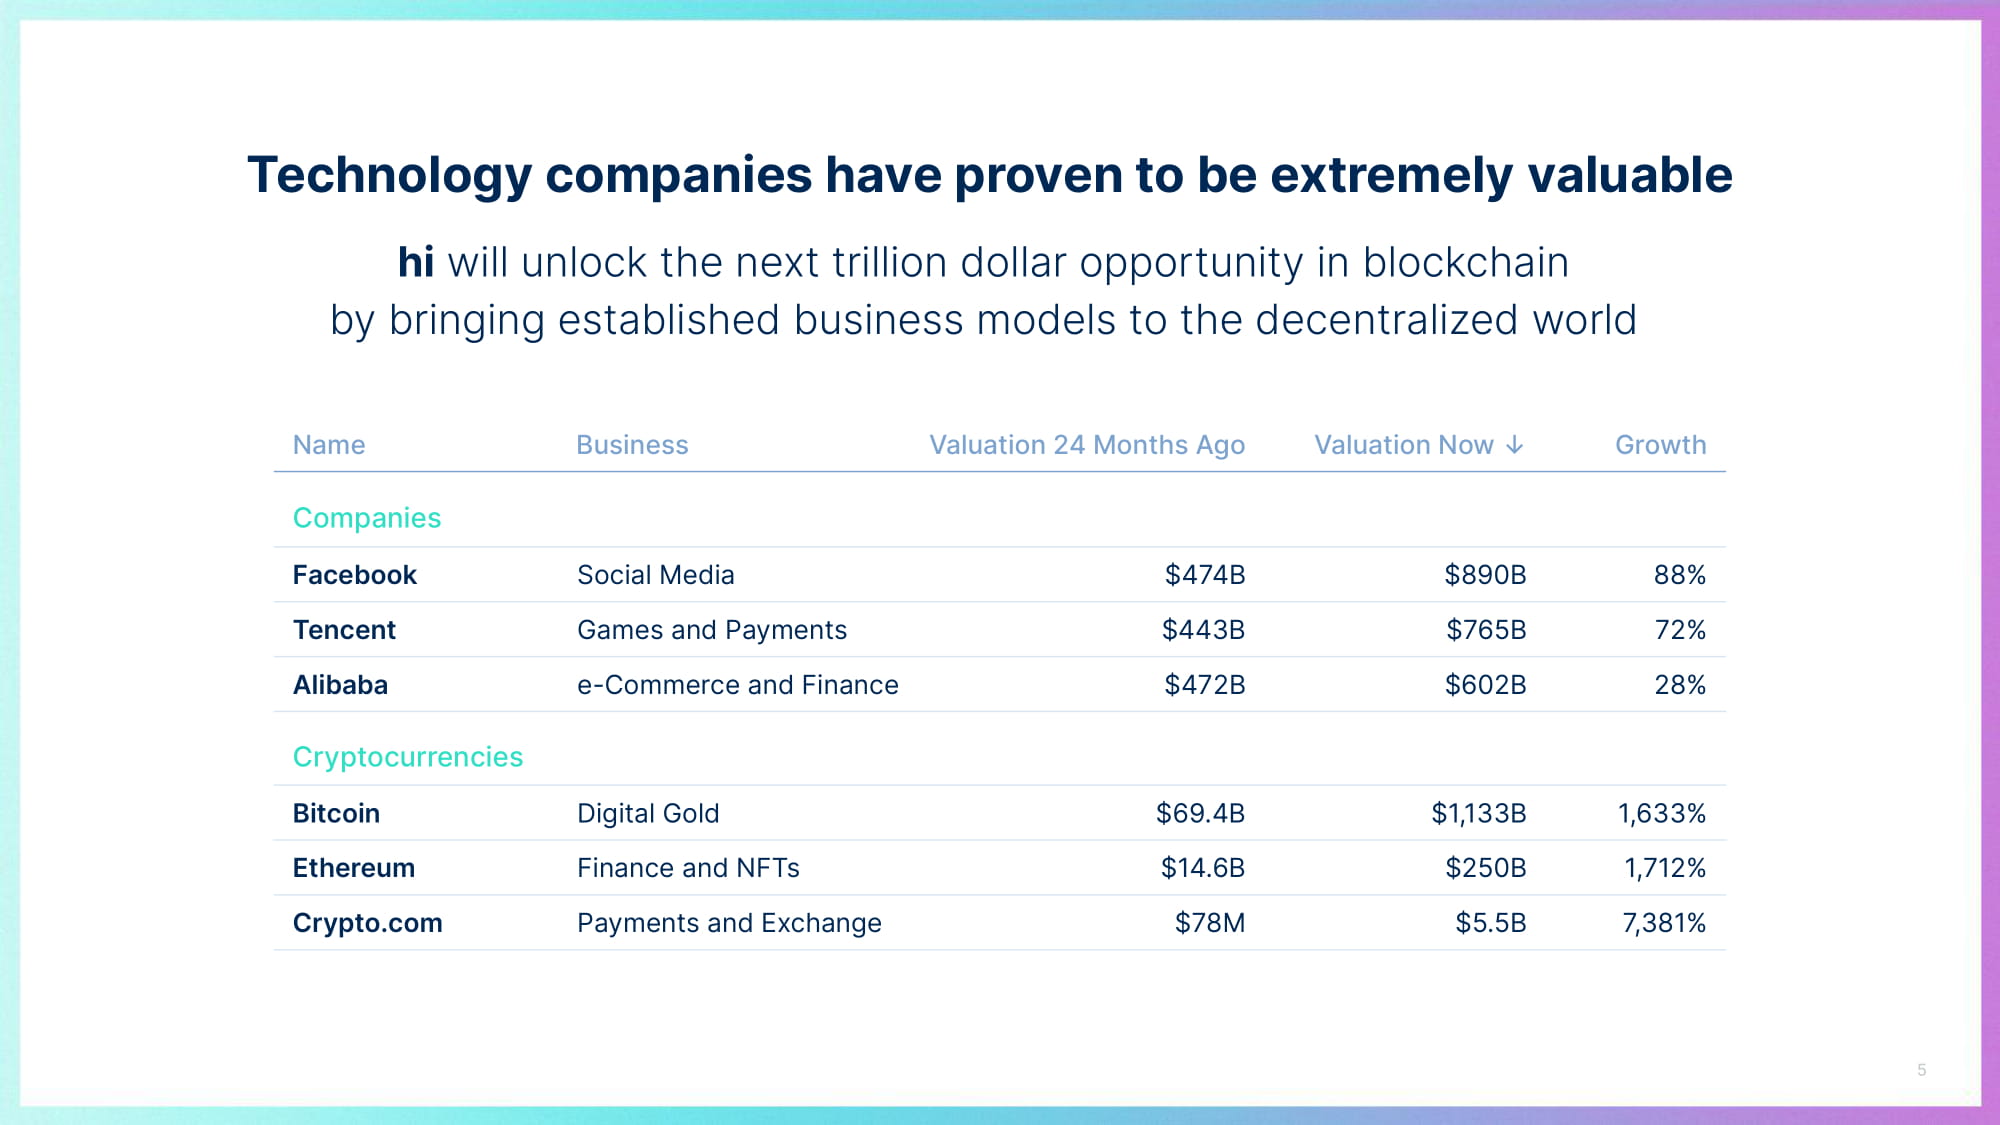 Technology companies have proven to be extremely valuable
hi will unlock the next trillion dollar opportunity in blockchain
by bringing established business models to the decentralized world
Name Business Valuation 24 Months Ago Valuation Now ↓ Growth
Companies
Facebook Social Media $474B $890B 88%
Tencent Games and Payments $443B $765B 72%
Alibaba e-Commerce and Finance $472B $602B 28%
Cryptocurrencies
Bitcoin Digital Gold $69.4B $1,133B 1,633%
Ethereum Finance and NFTs $14.6B $250B 1,712%
Crypto.com Payments and Exchange $78M $5.5B 7,381%
5